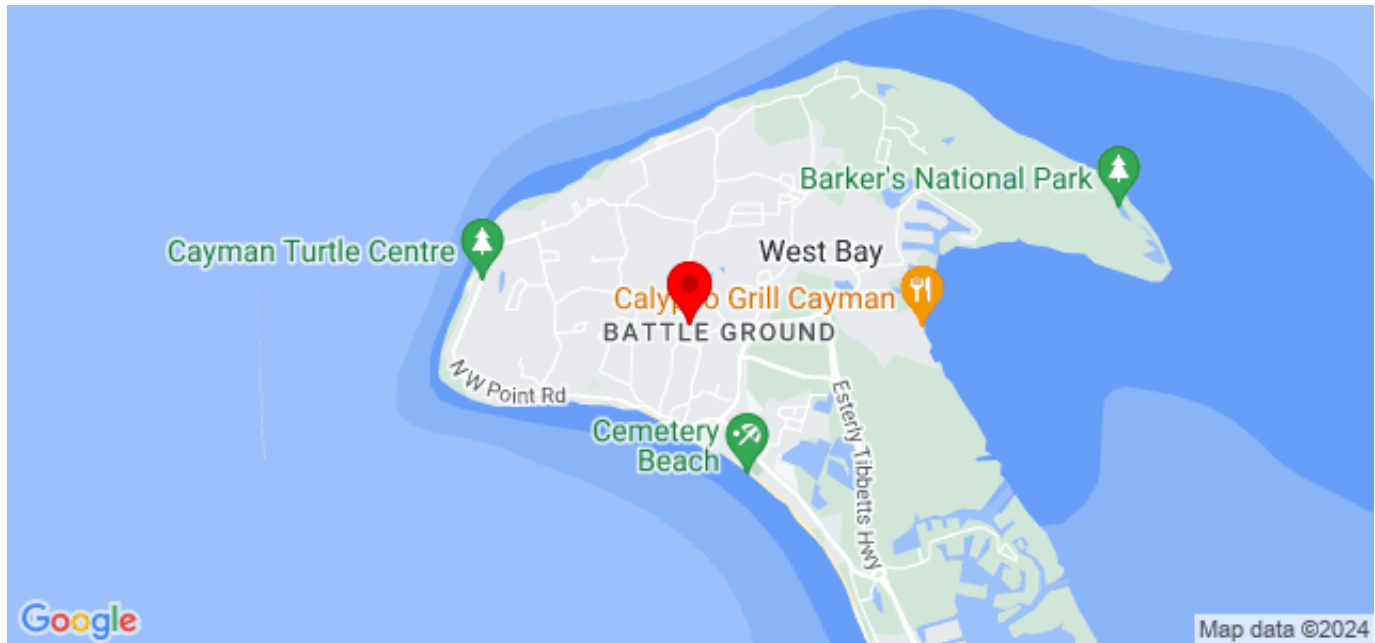 Barker's National Park
Cayman Turtle Centre
West Bay
Calypso Grill Cayman
BATTLE GROUND
NW Point Rd
Esterly Tibbetts Hwy
Cemetery
Beach
Google
Map data ©2024